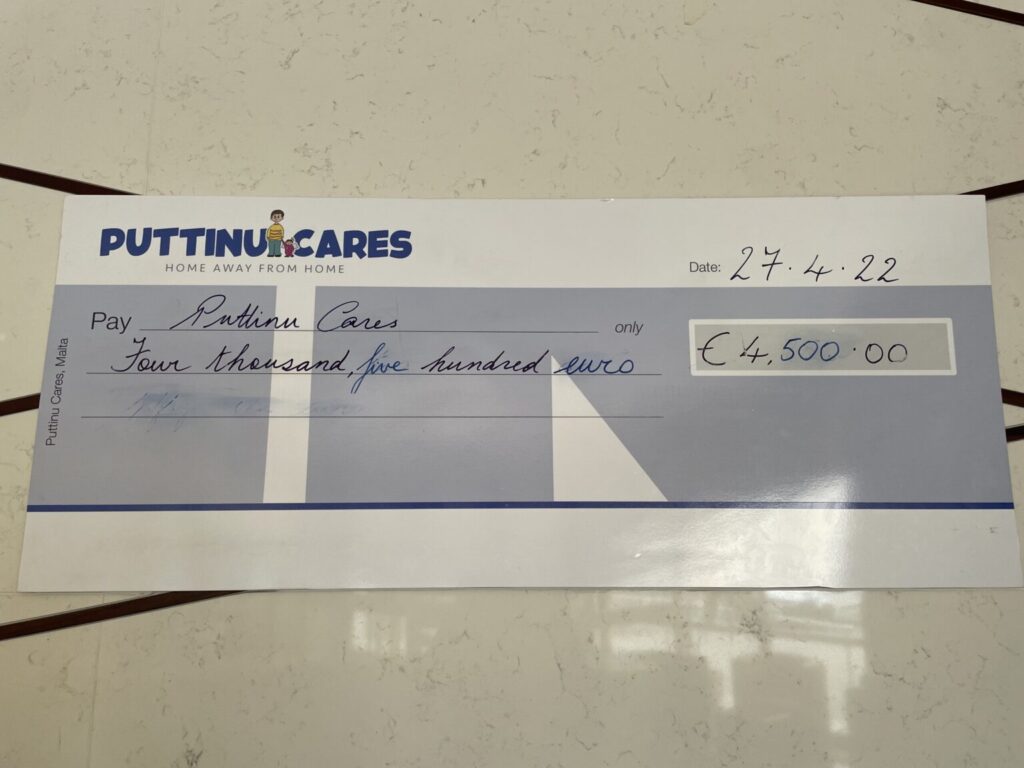 PUTTINU CARES
HOME AWAY FROM HOME
Date: 27.4.22
Pay Puttinu Cares only
Four thousand, five hundred euro
€ 4,500.00
Puttinu Cares, Malta